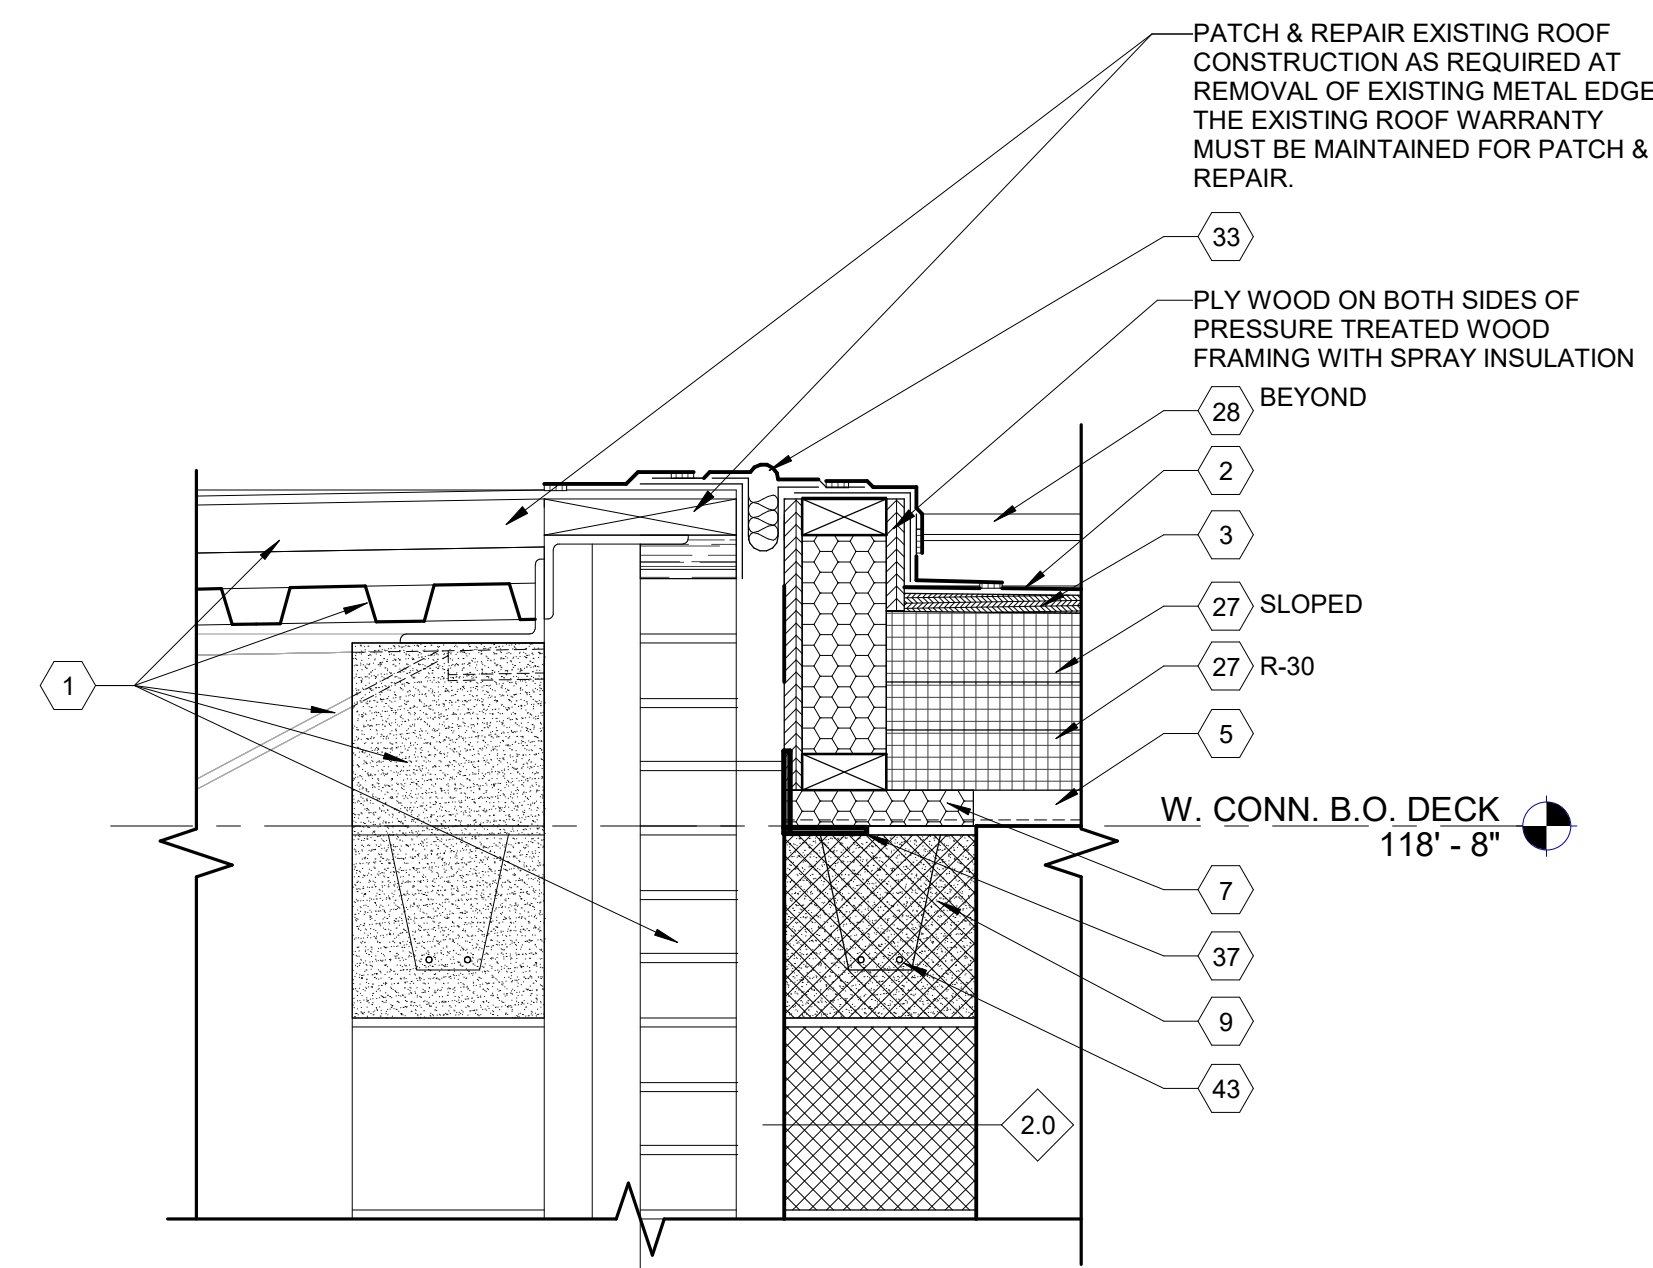 PATCH & REPAIR EXISTING ROOF
CONSTRUCTION AS REQUIRED AT
REMOVAL OF EXISTING METAL EDGE
THE EXISTING ROOF WARRANTY
MUST BE MAINTAINED FOR PATCH &
REPAIR.
33
PLY WOOD ON BOTH SIDES OF
PRESSURE TREATED WOOD
FRAMING WITH SPRAY INSULATION
28 BEYOND
2
3
27 SLOPED
27 R-30
1
5
W. CONN. B.O. DECK
118' - 8"
7
37
9
43
2.0